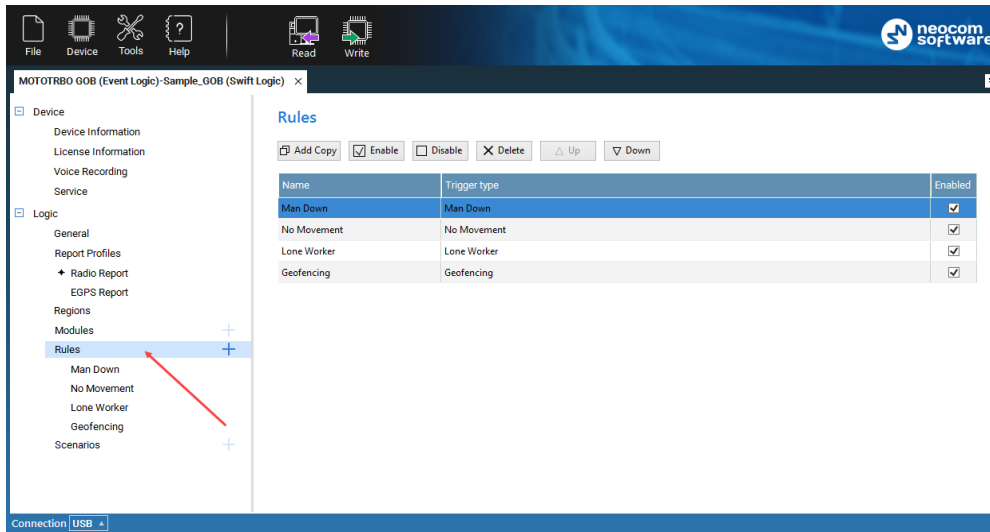 File Device Tools Help Read Write
neocom
software
MOTOTRBO GOB (Event Logic)-Sample_GOB (Swift Logic) ×
Device
Device Information
License Information
Voice Recording
Service
Logic
General
Report Profiles
Radio Report
EGPS Report
Regions
Modules
Rules
Man Down
No Movement
Lone Worker
Geofencing
Scenarios
Rules
Add Copy Enable Disable Delete Up Down
Name Trigger type Enabled
Man Down Man Down
No Movement No Movement
Lone Worker Lone Worker
Geofencing Geofencing
Connection USB